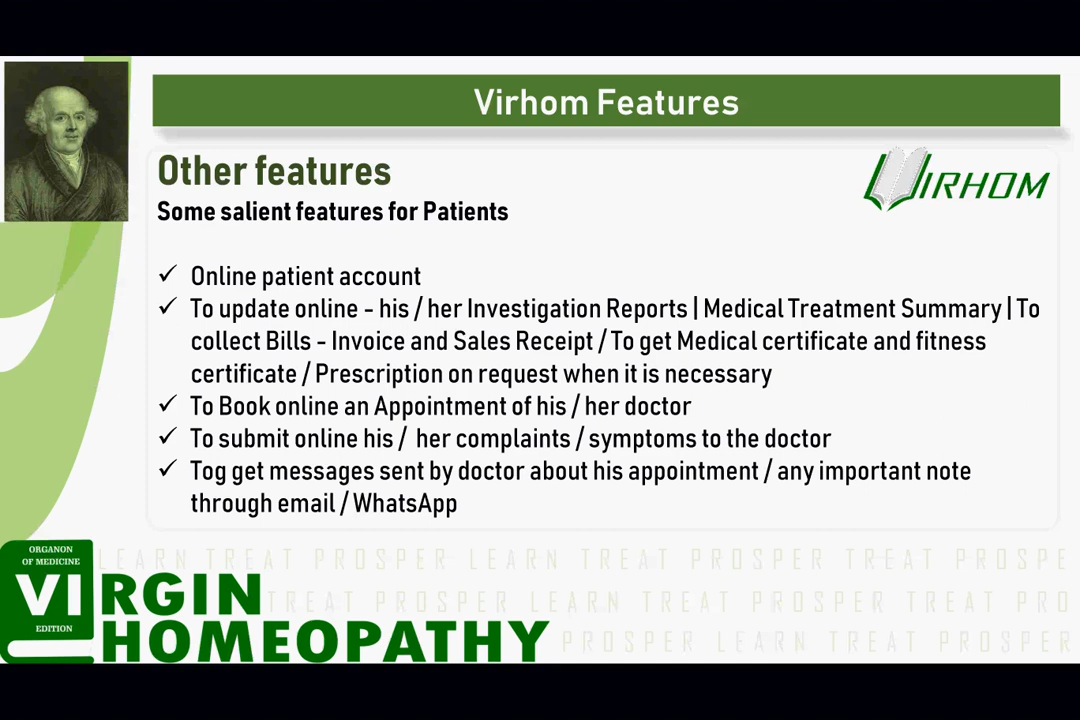 Virhom Features
Other features
VIRHOM
Some salient features for Patients
✓ Online patient account
✓ To update online - his / her Investigation Reports | Medical Treatment Summary | To
collect Bills - Invoice and Sales Receipt / To get Medical certificate and fitness
certificate / Prescription on request when it is necessary
✓ To Book online an Appointment of his / her doctor
✓ To submit online his / her complaints / symptoms to the doctor
✓ Tog get messages sent by doctor about his appointment / any important note
through email / WhatsApp
ORGANON
OF MEDICINE
VIRGIN
EDITION
HOMEOPATHY
LEARN TREAT PROSPER LEARN TREAT PROSPER TREAT PROSPE
TREAT PROSPER LEARN TREAT PROSPER TREAT PRO
PROSPER LEARN TREAT PROSPER